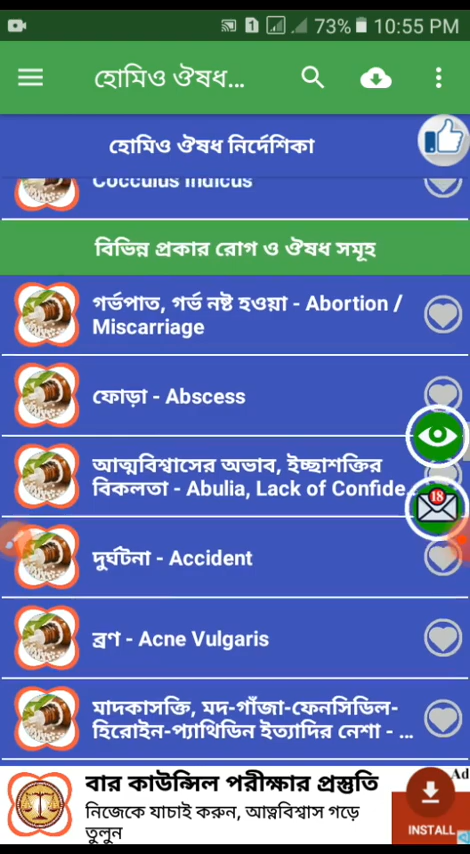 1
73%
10:55 PM
হোমিও ঔষধ...
হোমিও ঔষধ নির্দেশিকা
Cocculus Indicus
বিভিন্ন প্রকার রোগ ও ঔষধ সমূহ
গর্ভপাত, গর্ভ নষ্ট হওয়া - Abortion /
Miscarriage
ফোড়া - Abscess
আত্মবিশ্বাসের অভাব, ইচ্ছাশক্তির
বিকলতা - Abulia, Lack of Confide
18
দুর্ঘটনা - Accident
ব্রণ - Acne Vulgaris
মাদকাসক্তি, মদ-গাঁজা-ফেনসিডিল-
হিরোইন-প্যাথিডিন ইত্যাদির নেশা - ...
Ad
বার কাউন্সিল পরীক্ষার প্রস্তুতি
নিজেকে যাচাই করুন, আত্নবিশ্বাস গড়ে
তুলুন
INSTALL